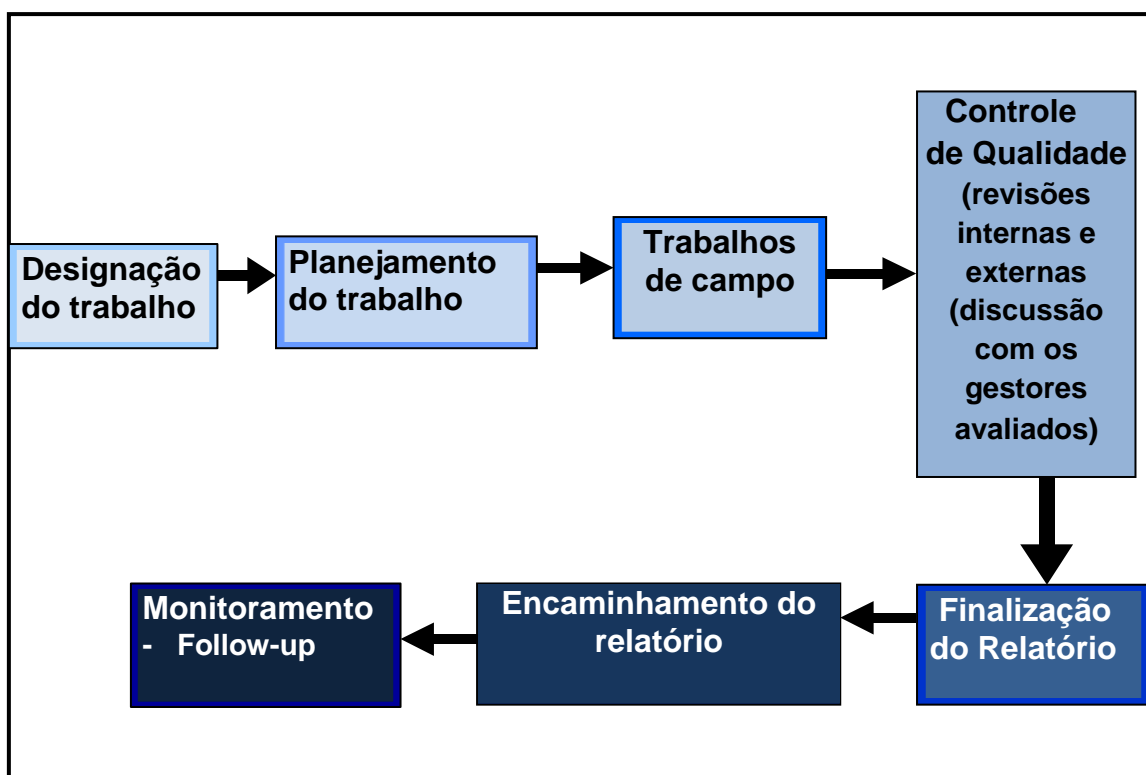 Designação
do trabalho
Planejamento
do trabalho
Trabalhos
de campo
Controle
de Qualidade
(revisões
internas e
externas
(discussão
com os
gestores
avaliados)
Finalização
do Relatório
Encaminhamento do
relatório
Monitoramento
- Follow-up